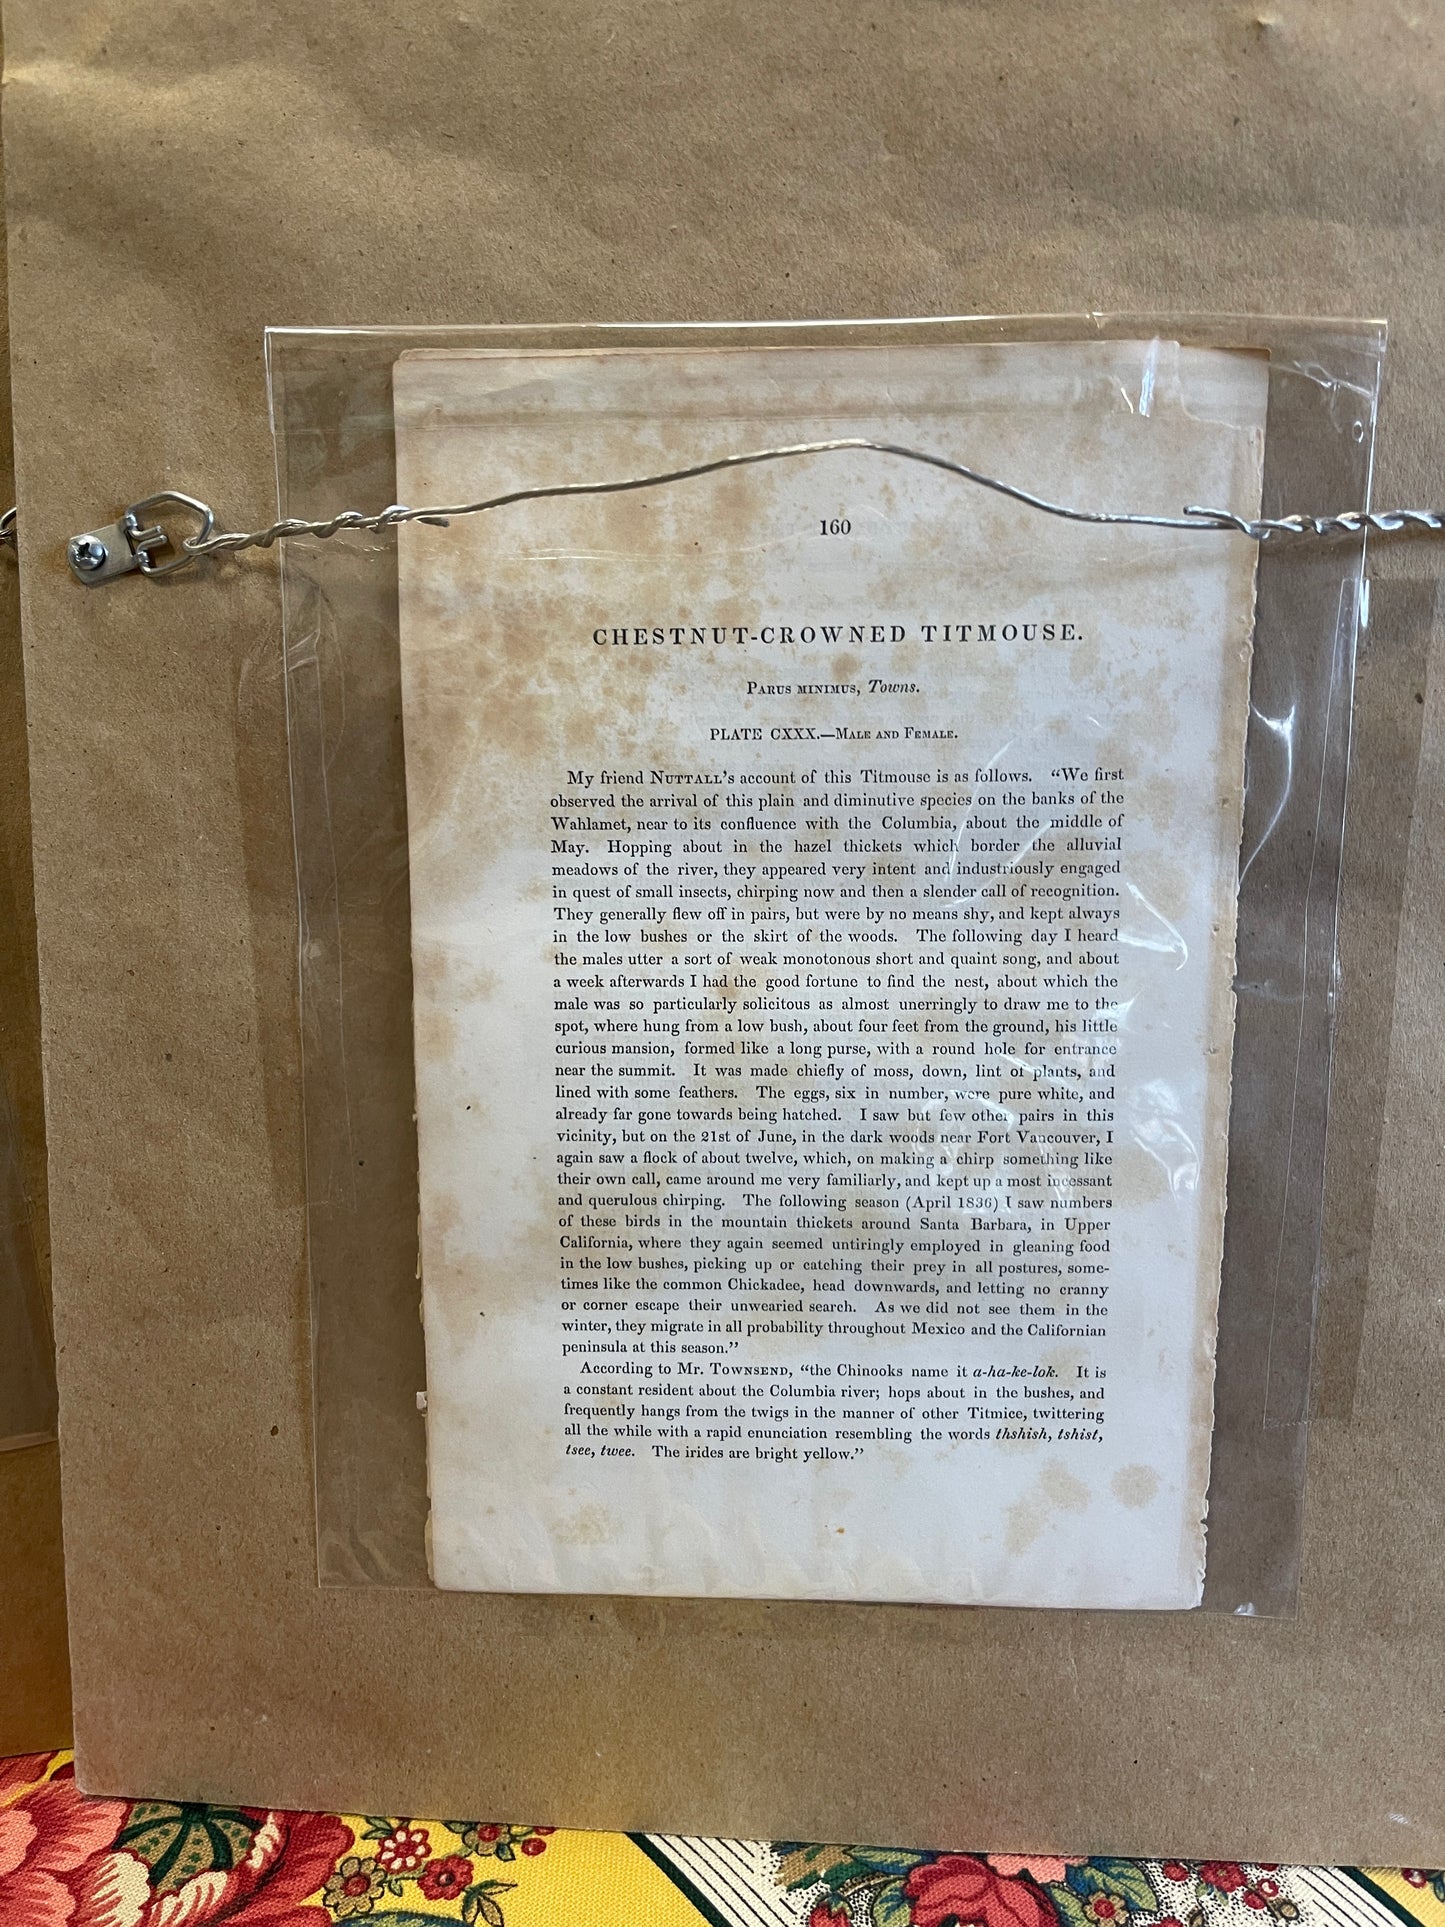 160
CHESTNUT-CROWNED TITMOUSE.
PARUS MINIMUS, Towns.
PLATE CXXX.—MALE AND FEMALE.
My friend NUTTALL's account of this Titmouse is as follows. “We first
observed the arrival of this plain and diminutive species on the banks of the
Wahlamet, near to its confluence with the Columbia, about the middle of
May. Hopping about in the hazel thickets which border the alluvial
meadows of the river, they appeared very intent and industriously engaged
in quest of small insects, chirping now and then a slender call of recognition.
They generally flew off in pairs, but were by no means shy, and kept always
in the low bushes or the skirt of the woods. The following day I heard
the males utter a sort of weak monotonous short and quaint song, and about
a week afterwards I had the good fortune to find the nest, about which the
male was so particularly solicitous as almost unerringly to draw me to the
spot, where hung from a low bush, about four feet from the ground, his little
curious mansion, formed like a long purse, with a round hole for entrance
near the summit. It was made chiefly of moss, down, lint of plants, and
lined with some feathers. The eggs, six in number, were pure white, and
already far gone towards being hatched. I saw but few other pairs in this
vicinity, but on the 21st of June, in the dark woods near Fort Vancouver, I
again saw a flock of about twelve, which, on making a chirp something like
their own call, came around me very familiarly, and kept up a most incessant
and querulous chirping. The following season (April 1836) I saw numbers
of these birds in the mountain thickets around Santa Barbara, in Upper
California, where they again seemed untiringly employed in gleaning food
in the low bushes, picking up or catching their prey in all postures, some-
times like the common Chickadee, head downwards, and letting no cranny
or corner escape their unwearied search. As we did not see them in the
winter, they migrate in all probability throughout Mexico and the Californian
peninsula at this season.”
According to Mr. TOWNSEND, “the Chinooks name it a-ha-ke-lok. It is
a constant resident about the Columbia river; hops about in the bushes, and
frequently hangs from the twigs in the manner of other Titmice, twittering
all the while with a rapid enunciation resembling the words thshish, tshist,
tsee, twee. The irides are bright yellow.”